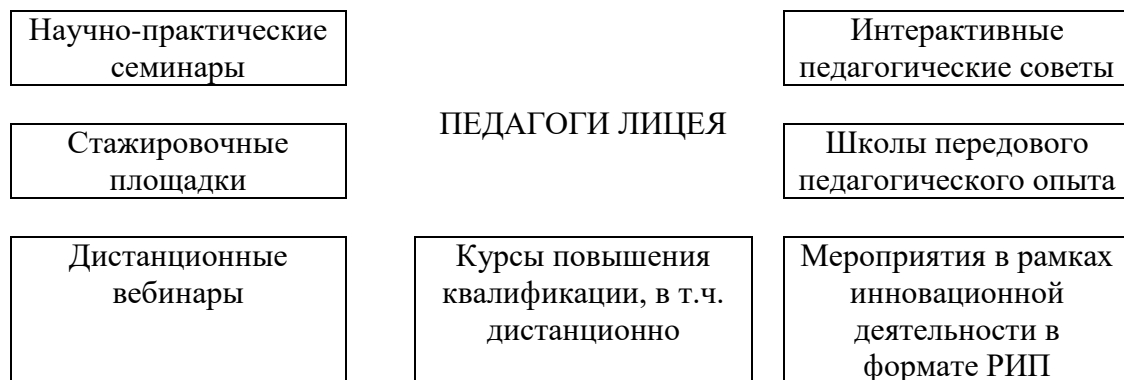 Научно-практические
семинары
Интерактивные
педагогические советы
ПЕДАГОГИ ЛИЦЕЯ
Стажировочные
площадки
Школы передового
педагогического опыта
Дистанционные
вебинары
Курсы повышения
квалификации, в т.ч.
дистанционно
Мероприятия в рамках
инновационной
деятельности в
формате РИП